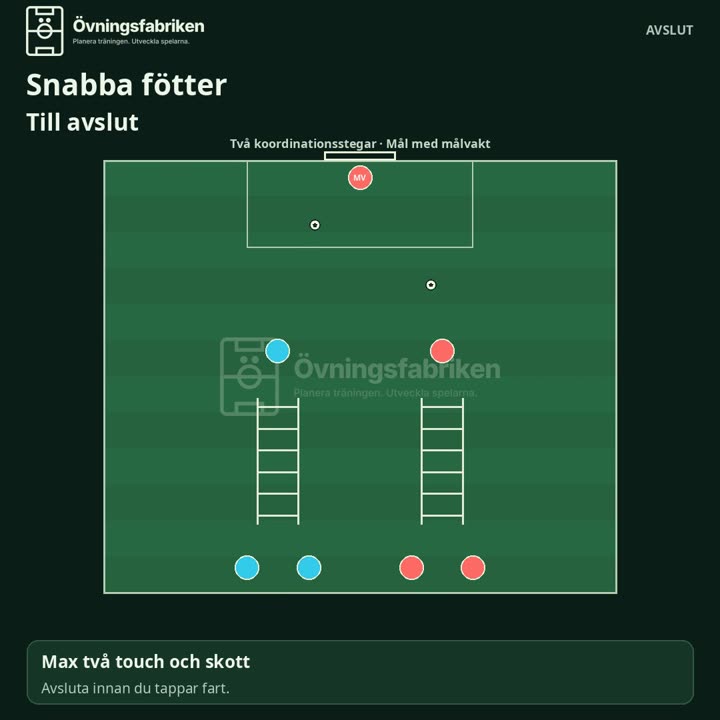 Övningsfabriken
Planera träningen. Utveckla spelarna.
AVSLUT
Snabba fötter
Till avslut
Två koordinationsstegar · Mål med målvakt
MV
Övningsfabriken
Planera träningen. Utveckla spelarna.
Max två touch och skott
Avsluta innan du tappar fart.